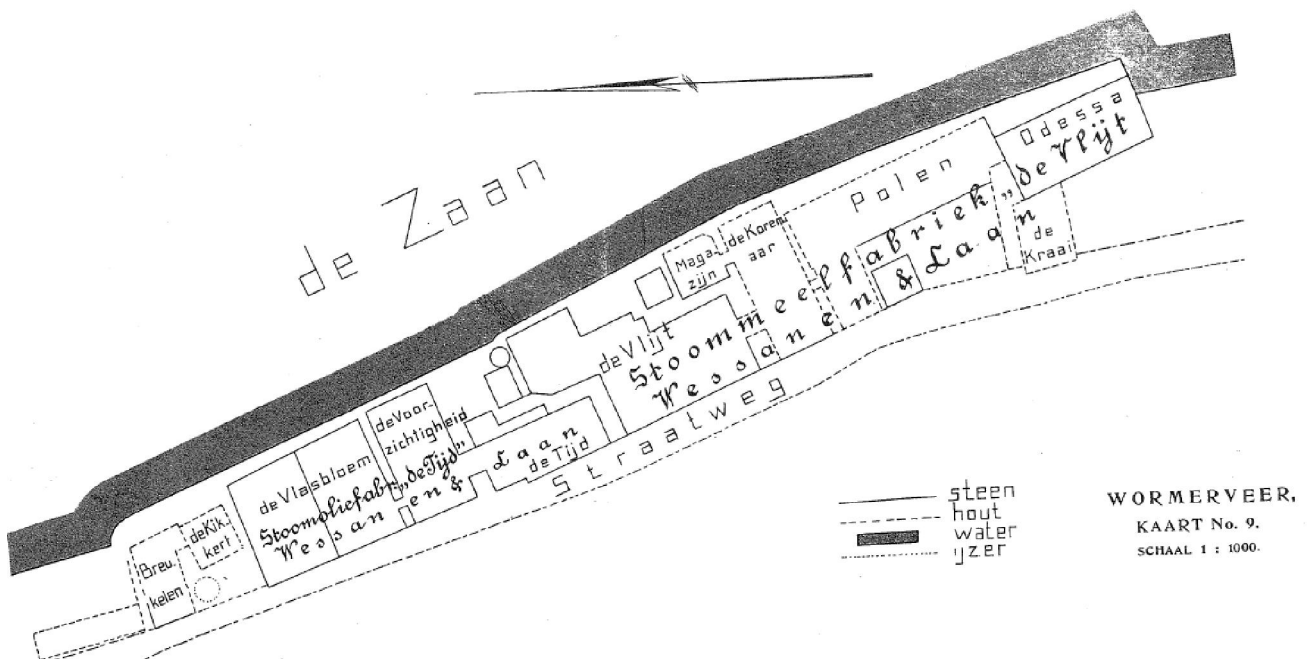 de Zaan
Odessa
de Vlijt
Polen
de Koren
aar
Maga-
zijn
de
Kraai
Stoommeelfabriek „de Vlijt
Wessanen & Laan
de Vlijt
de Voor-
zichtigheid
de Vlasbloem
Stoomoliefabr. „de Tijd”
Wessanen & Laan
de Tijd
Straatweg
de Kik-
kert
Breu-
kelen
steen
hout
water
ijzer
WORMERVEER,
KAART No. 9.
SCHAAL 1 : 1000.